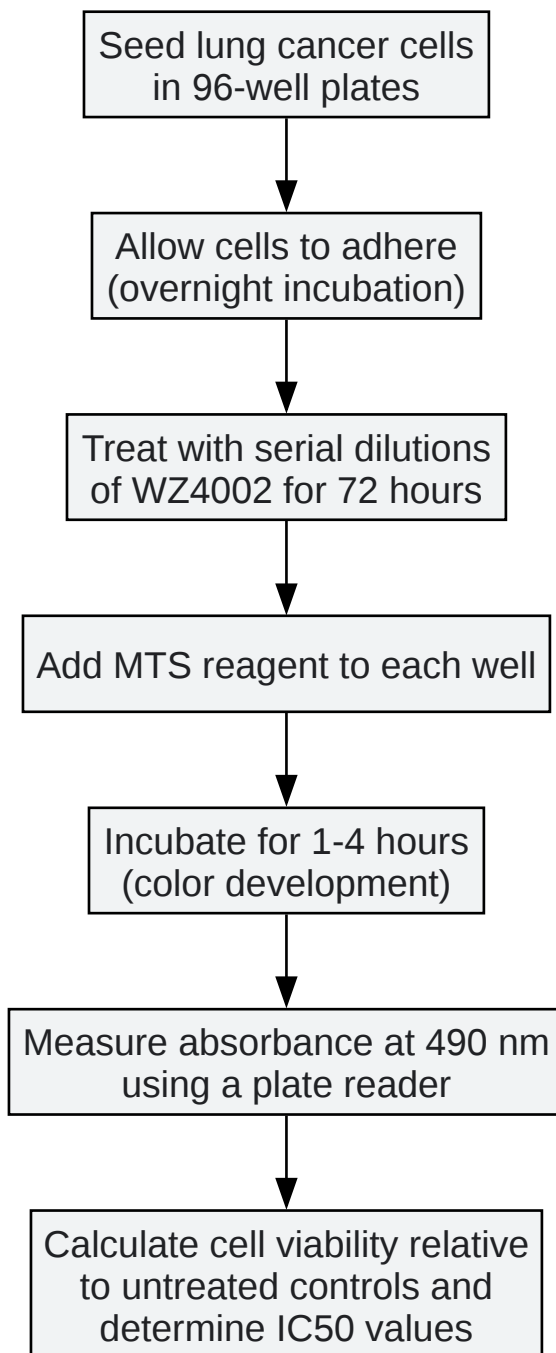 Seed lung cancer cells
in 96-well plates
Allow cells to adhere
(overnight incubation)
Treat with serial dilutions
of WZ4002 for 72 hours
Add MTS reagent to each well
Incubate for 1-4 hours
(color development)
Measure absorbance at 490 nm
using a plate reader
Calculate cell viability relative
to untreated controls and
determine IC50 values